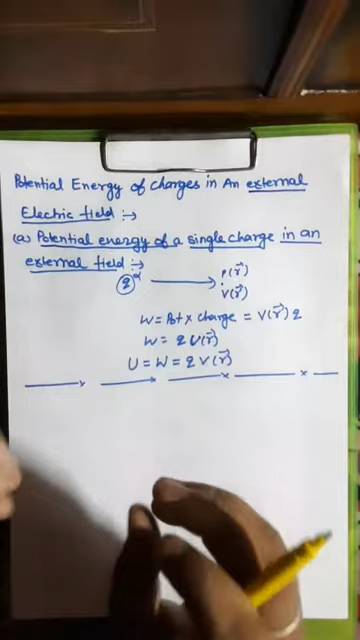 Potential Energy of charges in An external
Electric field :→
(a) Potential energy of a single charge in an
external field :→
q ∞ ⟶ P(r⃗)
V(r⃗)
W = Pot × charge = V(r⃗) q
W = q V(r⃗)
U = W = q V(r⃗)